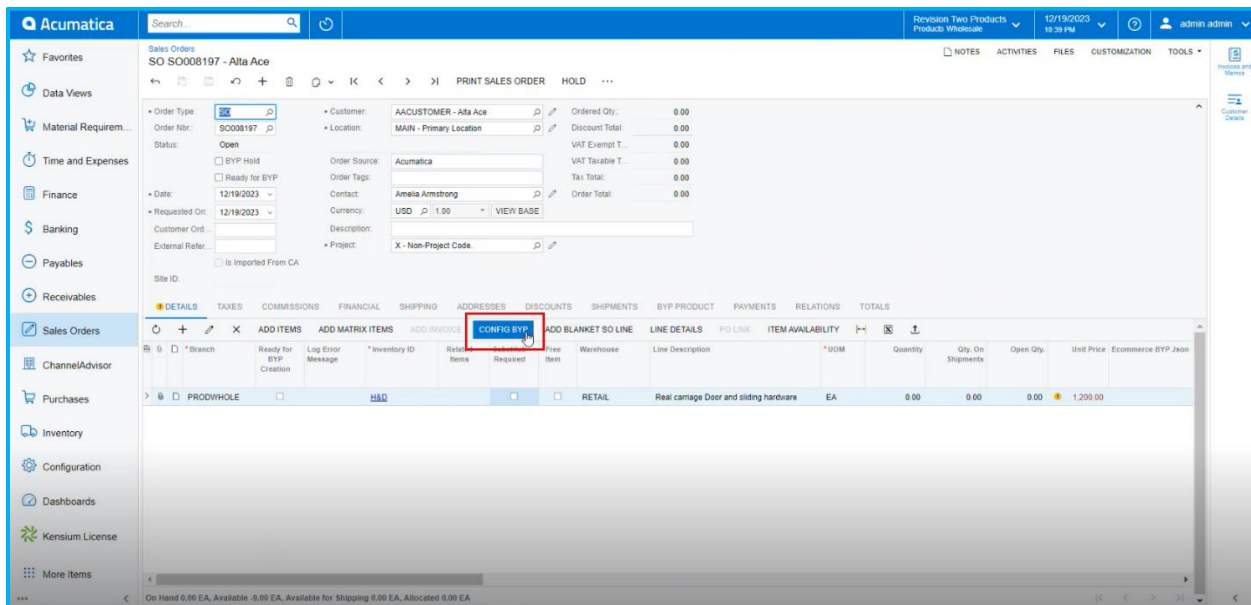 Acumatica
Search...
Revision Two Products
Products Wholesale
12/19/2023
10:39 PM
admin admin
Favorites
Data Views
Material Requirem...
Time and Expenses
Finance
Banking
Payables
Receivables
Sales Orders
ChannelAdvisor
Purchases
Inventory
Configuration
Dashboards
Kensium License
More Items
Sales Orders
SO SO008197 - Alta Ace
NOTES ACTIVITIES FILES CUSTOMIZATION TOOLS
PRINT SALES ORDER HOLD ...
Invoices and Memos
Customer Details
Order Type: SO
Order Nbr.: SO008197
Status: Open
BYP Hold
Ready for BYP
* Date: 12/19/2023
* Requested On: 12/19/2023
Customer Ord...
External Refer...
Is Imported From CA
Site ID:
* Customer: AACUSTOMER - Alta Ace
* Location: MAIN - Primary Location
Order Source: Acumatica
Order Tags:
Contact: Amelia Armstrong
Currency: USD 1.00 VIEW BASE
Description:
* Project: X - Non-Project Code.
Ordered Qty.: 0.00
Discount Total: 0.00
VAT Exempt T... 0.00
VAT Taxable T... 0.00
Tax Total: 0.00
Order Total: 0.00
DETAILS TAXES COMMISSIONS FINANCIAL SHIPPING ADDRESSES DISCOUNTS SHIPMENTS BYP PRODUCT PAYMENTS RELATIONS TOTALS
ADD ITEMS ADD MATRIX ITEMS ADD INVOICE CONFIG BYP ADD BLANKET SO LINE LINE DETAILS PO LINK ITEM AVAILABILITY
*Branch Ready for BYP Creation Log Error Message *Inventory ID Related Items Substitute Required Free Item Warehouse Line Description *UOM Quantity Qty. On Shipments Open Qty. Unit Price Ecommerce BYP Json
PRODWHOLE H&D RETAIL Real carriage Door and sliding hardware EA 0.00 0.00 0.00 1,200.00
On Hand 0.00 EA, Available -9.00 EA, Available for Shipping 0.00 EA, Allocated 0.00 EA